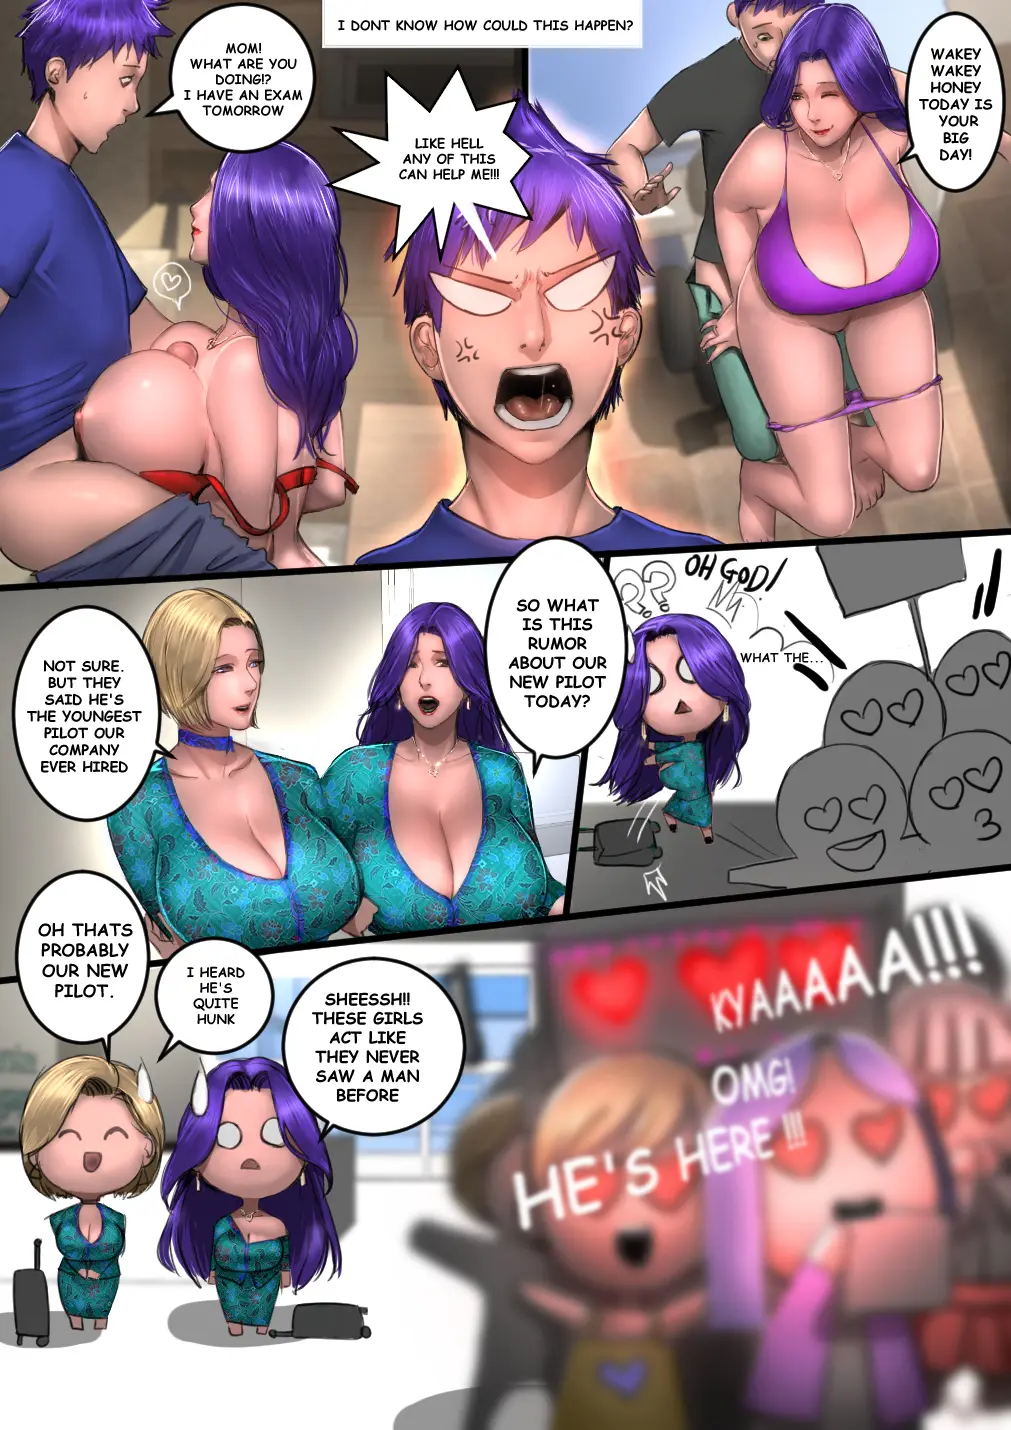 I DONT KNOW HOW COULD THIS HAPPEN?
MOM!
WHAT ARE YOU
DOING!?
I HAVE AN EXAM
TOMORROW
LIKE HELL
ANY OF THIS
CAN HELP ME!!!
WAKEY
WAKEY
HONEY
TODAY IS
YOUR
BIG
DAY!
SO WHAT
IS THIS
RUMOR
ABOUT OUR
NEW PILOT
TODAY?
NOT SURE.
BUT THEY
SAID HE'S
THE YOUNGEST
PILOT OUR
COMPANY
EVER HIRED
??
OH GOD!
WHAT THE...
OH THATS
PROBABLY
OUR NEW
PILOT.
I HEARD
HE'S
QUITE
HUNK
SHEESSH!!
THESE GIRLS
ACT LIKE
THEY NEVER
SAW A MAN
BEFORE
KYAAAAA!!!
OMG!
HE'S HERE !!!